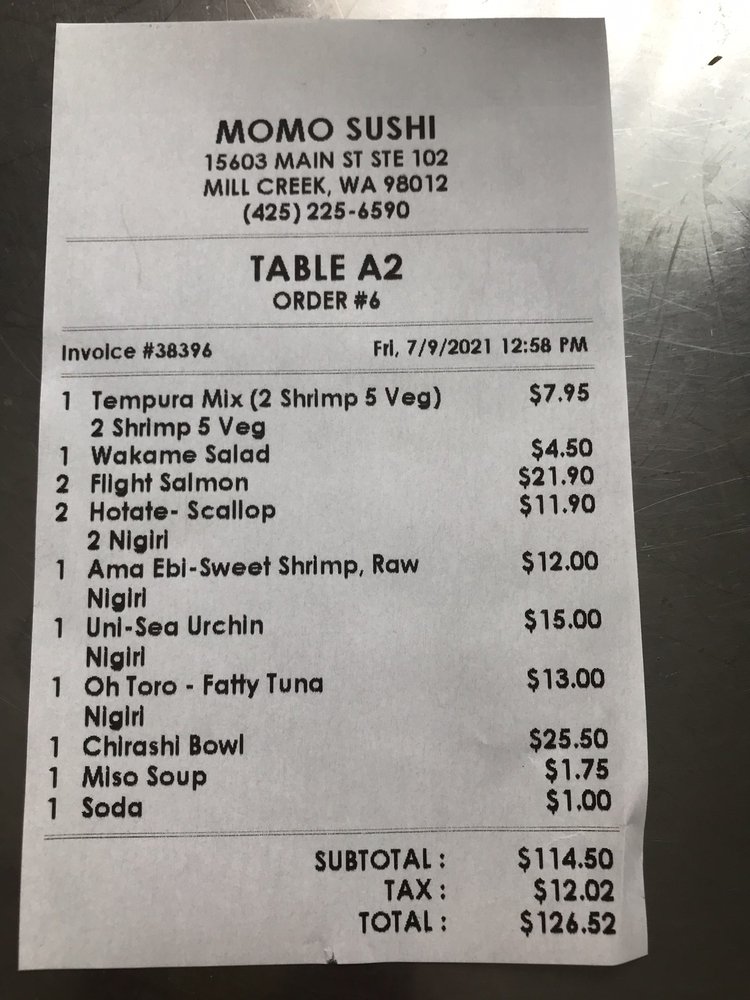 MOMO SUSHI
15603 MAIN ST STE 102
MILL CREEK, WA 98012
(425) 225-6590
TABLE A2
ORDER #6
Invoice #38396 Fri, 7/9/2021 12:58 PM
1 Tempura Mix (2 Shrimp 5 Veg) $7.95
2 Shrimp 5 Veg
1 Wakame Salad $4.50
2 Flight Salmon $21.90
2 Hotate- Scallop $11.90
2 Nigiri
1 Ama Ebi-Sweet Shrimp, Raw $12.00
Nigiri
1 Uni-Sea Urchin $15.00
Nigiri
1 Oh Toro - Fatty Tuna $13.00
Nigiri
1 Chirashi Bowl $25.50
1 Miso Soup $1.75
1 Soda $1.00
SUBTOTAL : $114.50
TAX : $12.02
TOTAL : $126.52